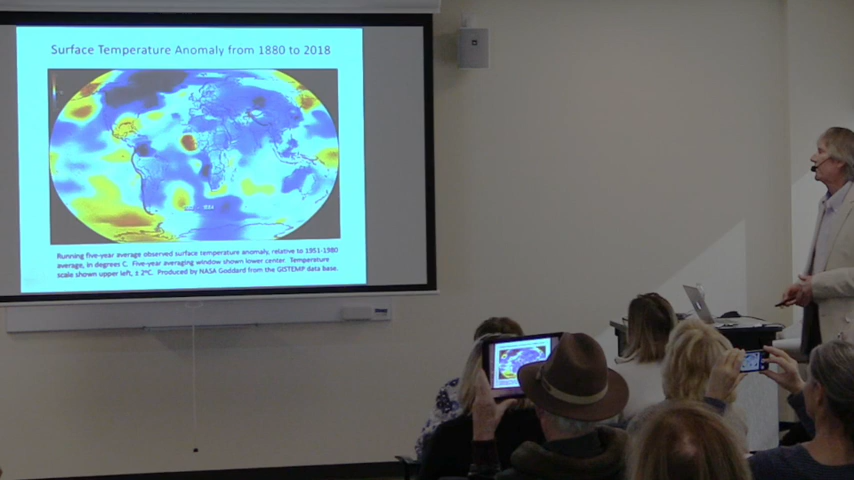 Surface Temperature Anomaly from 1880 to 2018
Running five-year average observed surface temperature anomaly, relative to 1951-1980
average, in degrees C. Five-year averaging window shown lower center. Temperature
scale shown upper left, ± 2°C. Produced by NASA Goddard from the GISTEMP data base.